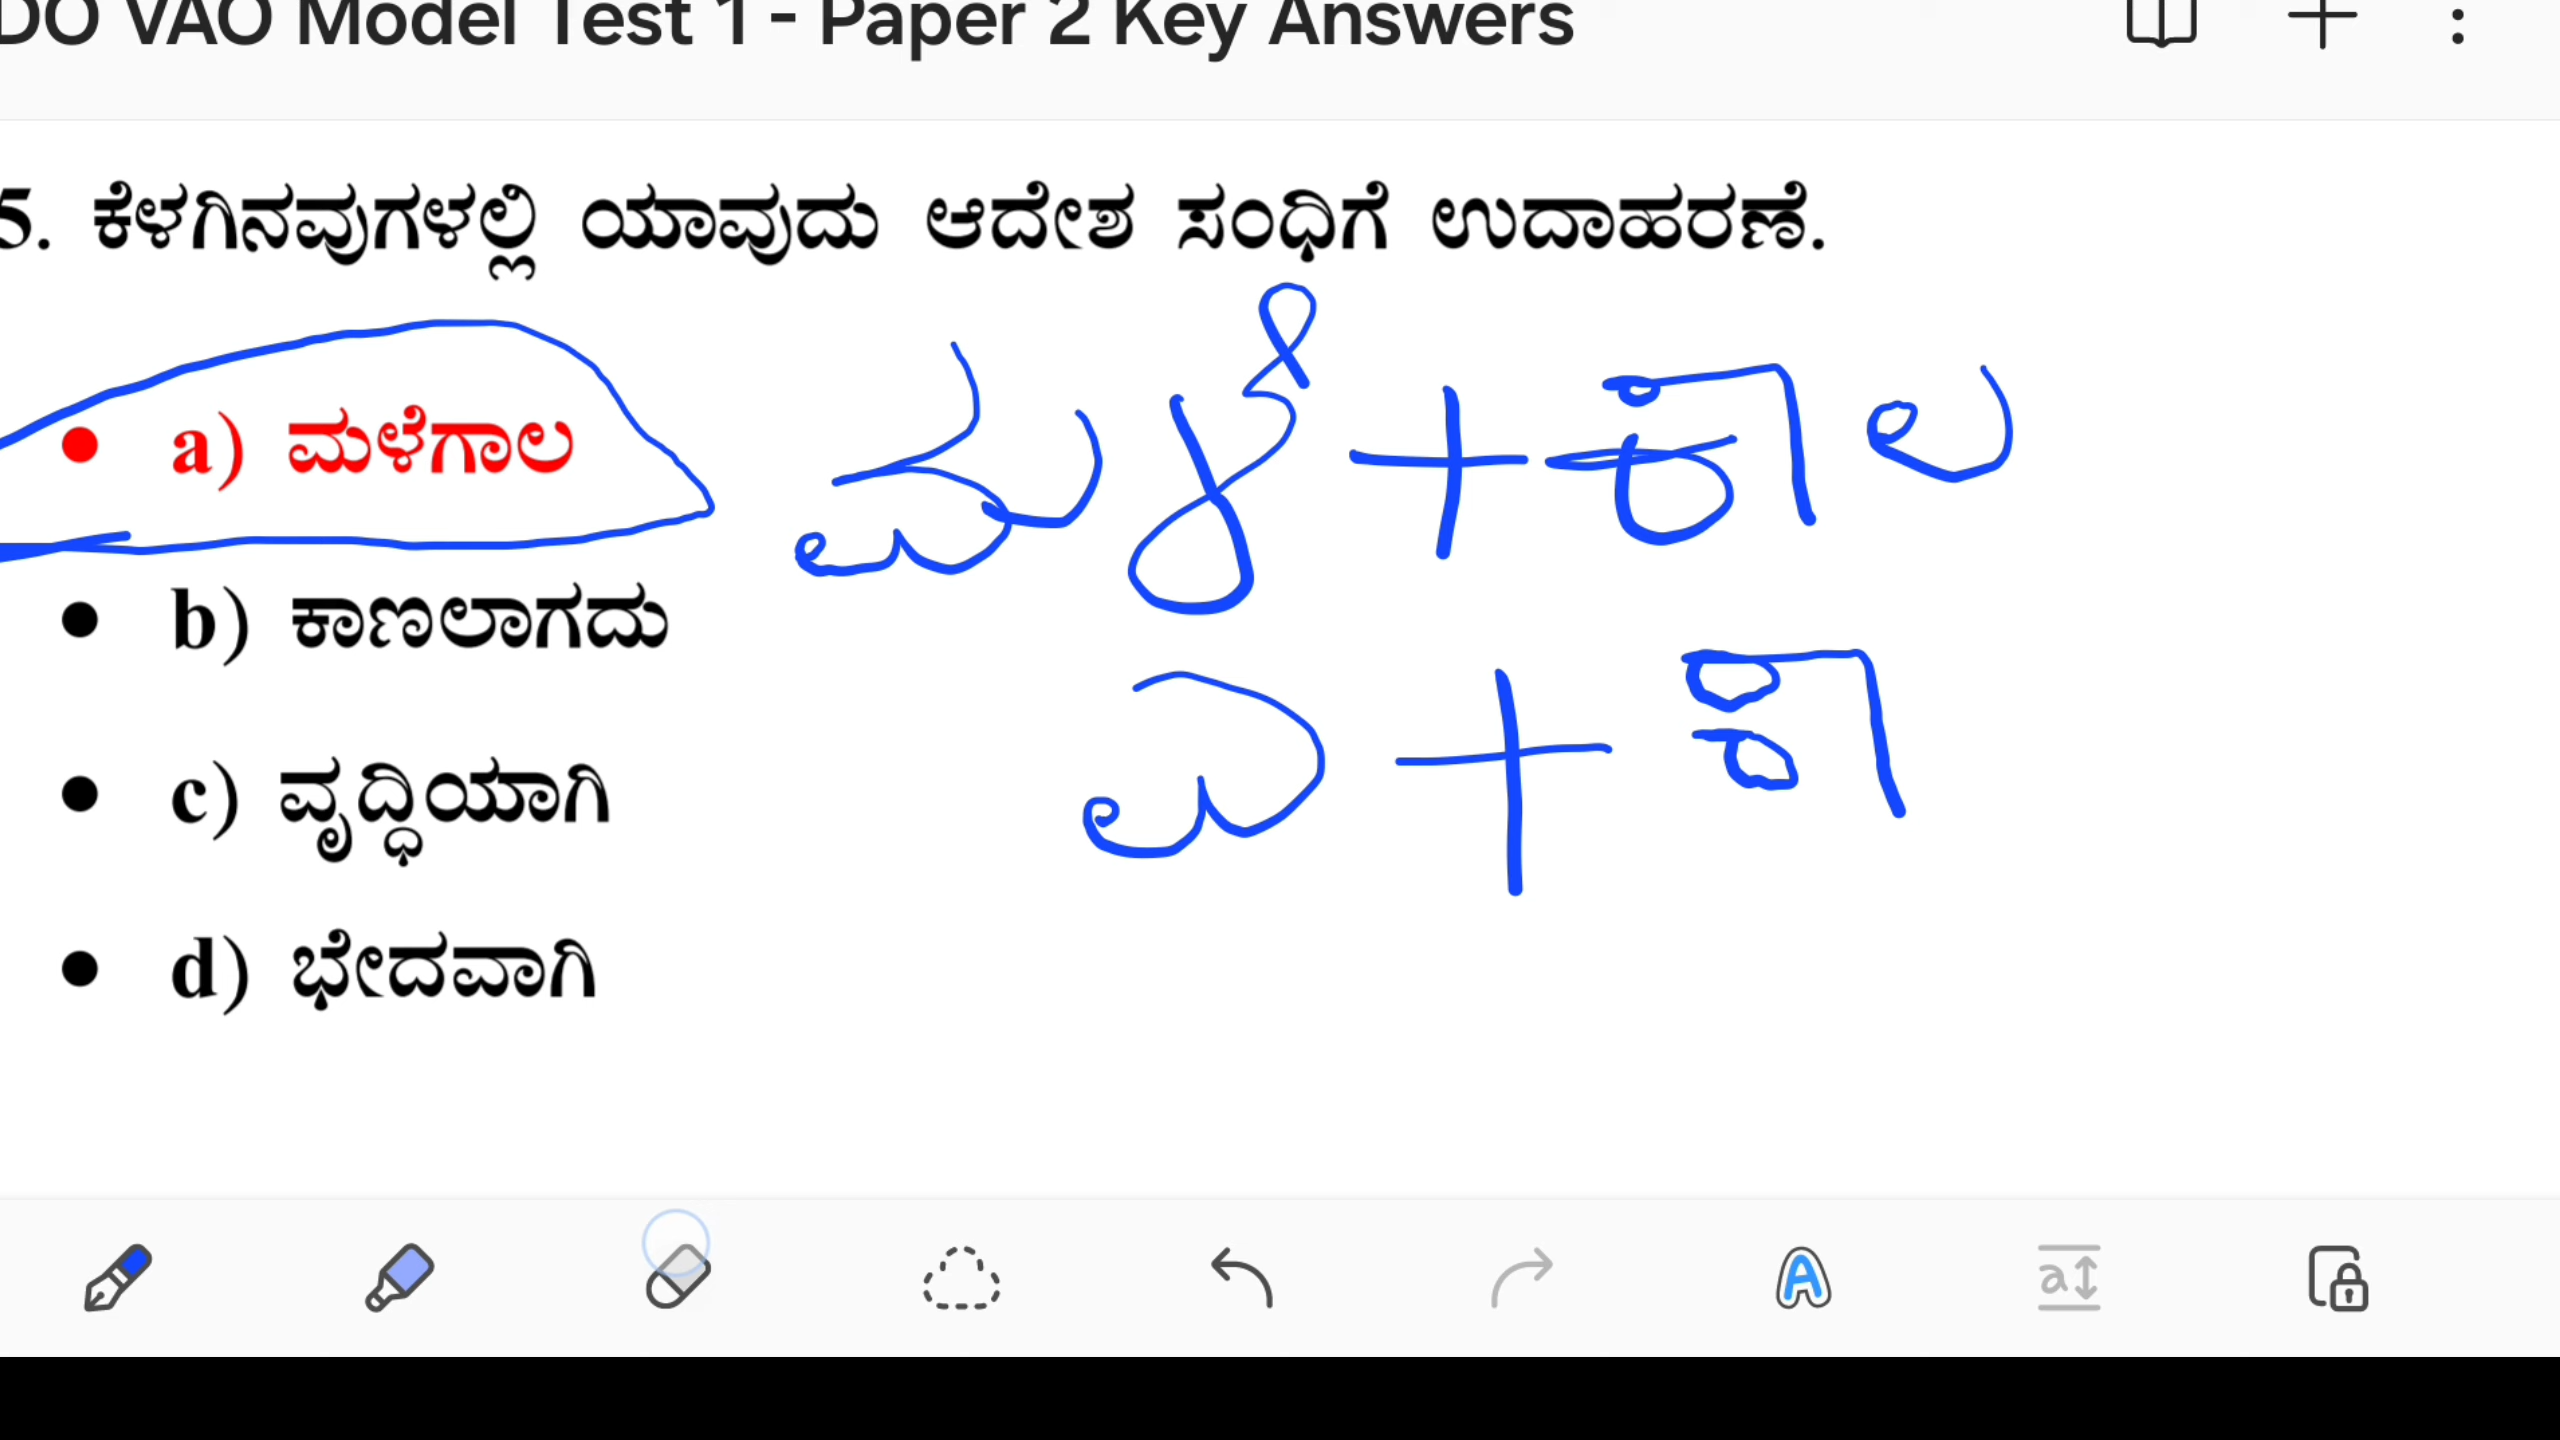 DO VAO Model Test 1 - Paper 2 Key Answers
5. ಕೆಳಗಿನವುಗಳಲ್ಲಿ ಯಾವುದು ಆದೇಶ ಸಂಧಿಗೆ ಉದಾಹರಣೆ.
• a) ಮಳೆಗಾಲ
ಮಳೆ+ಕಾಲ
• b) ಕಾಣಲಾಗದು
ಎ+ಕಾ
• c) ವೃದ್ಧಿಯಾಗಿ
• d) ಭೇದವಾಗಿ